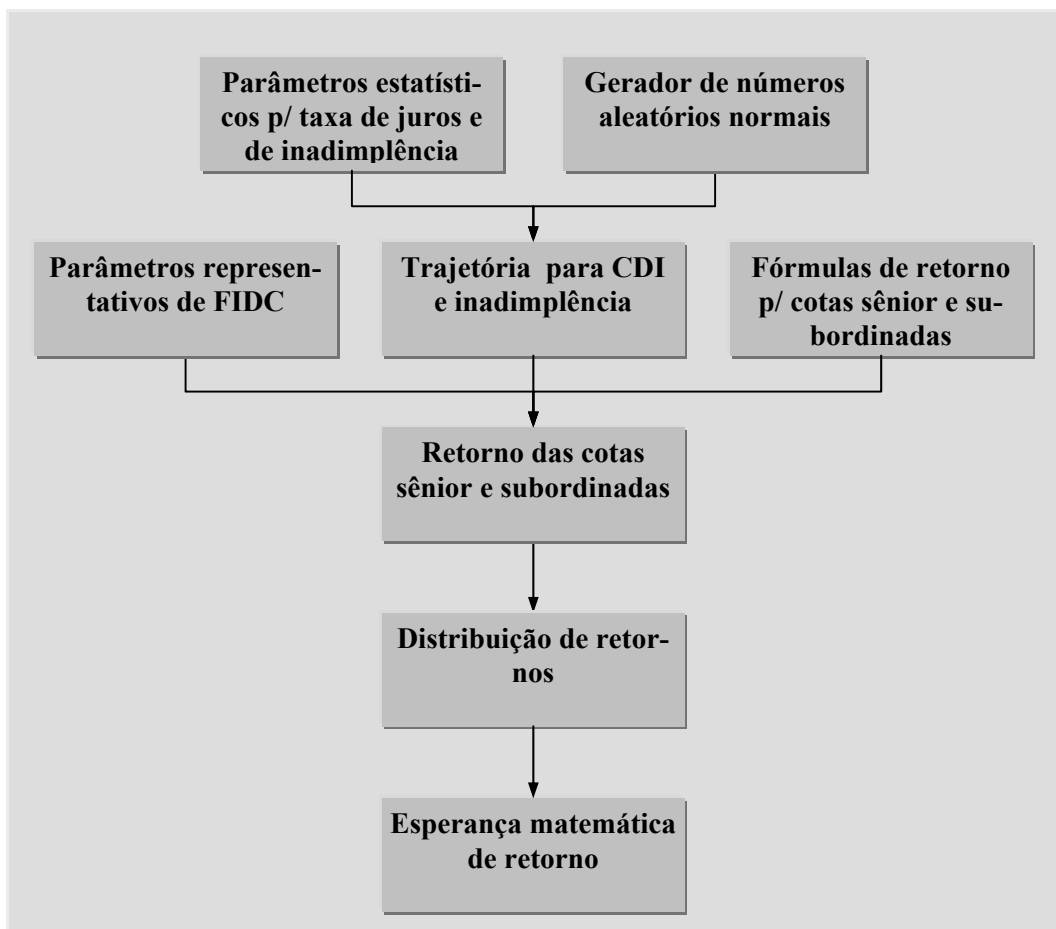 Parâmetros estatísti-
cos p/ taxa de juros e
de inadimplência
Gerador de números
aleatórios normais
Parâmetros represen-
tativos de FIDC
Trajetória para CDI
e inadimplência
Fórmulas de retorno
p/ cotas sênior e su-
bordinadas
Retorno das cotas
sênior e subordinadas
Distribuição de retor-
nos
Esperança matemática
de retorno